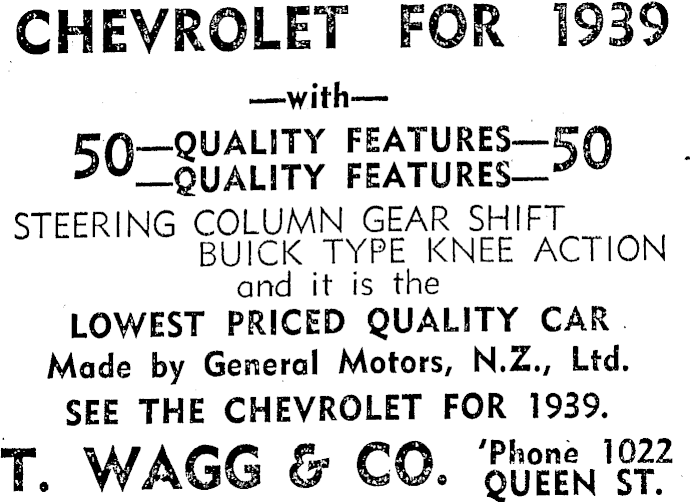 CHEVROLET FOR 1939
—with—
50—QUALITY FEATURES—50
—QUALITY FEATURES—
STEERING COLUMN GEAR SHIFT
BUICK TYPE KNEE ACTION
and it is the
LOWEST PRICED QUALITY CAR
Made by General Motors, N.Z., Ltd.
SEE THE CHEVROLET FOR 1939.
T. WAGG & CO. 'Phone 1022
QUEEN ST.